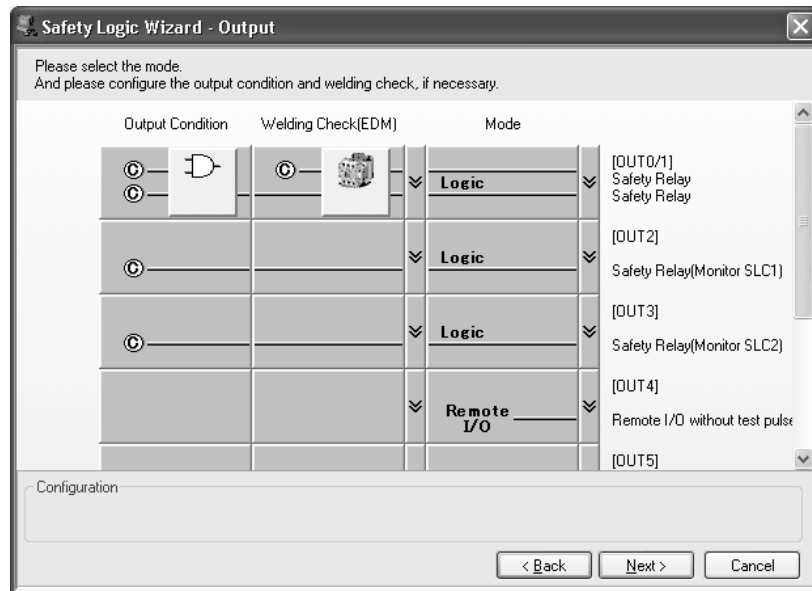 Safety Logic Wizard - Output
Please select the mode.
And please configure the output condition and welding check, if necessary.
Output Condition Welding Check(EDM) Mode
C C Logic [OUT0/1]
Safety Relay
C Safety Relay
[OUT2]
C Logic Safety Relay(Monitor SLC1)
[OUT3]
C Logic Safety Relay(Monitor SLC2)
[OUT4]
Remote I/O Remote I/O without test pulse
[OUT5]
Configuration
< Back Next > Cancel